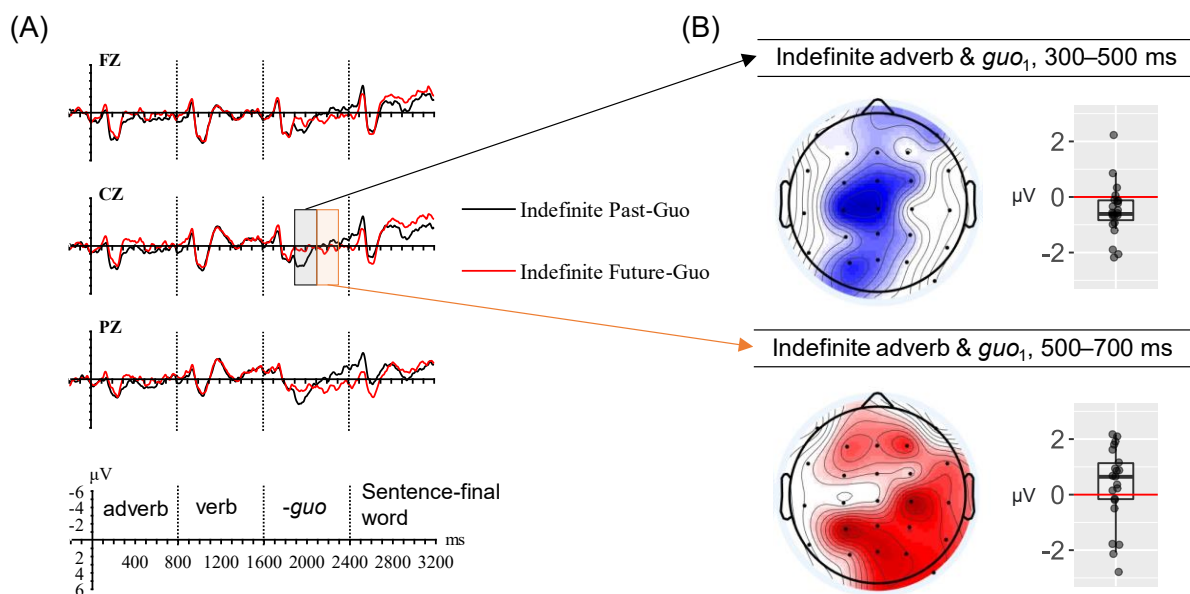 (A)
FZ
CZ
PZ
Indefinite Past-Guo
Indefinite Future-Guo
μV
-6
-4
-2
2
4
6
adverb
verb
-guo
Sentence-final
word
ms
400 800 1200 1600 2000 2400 2800 3200
(B)
Indefinite adverb & guo₁, 300–500 ms
μV
2
0
-2
Indefinite adverb & guo₁, 500–700 ms
μV
2
0
-2